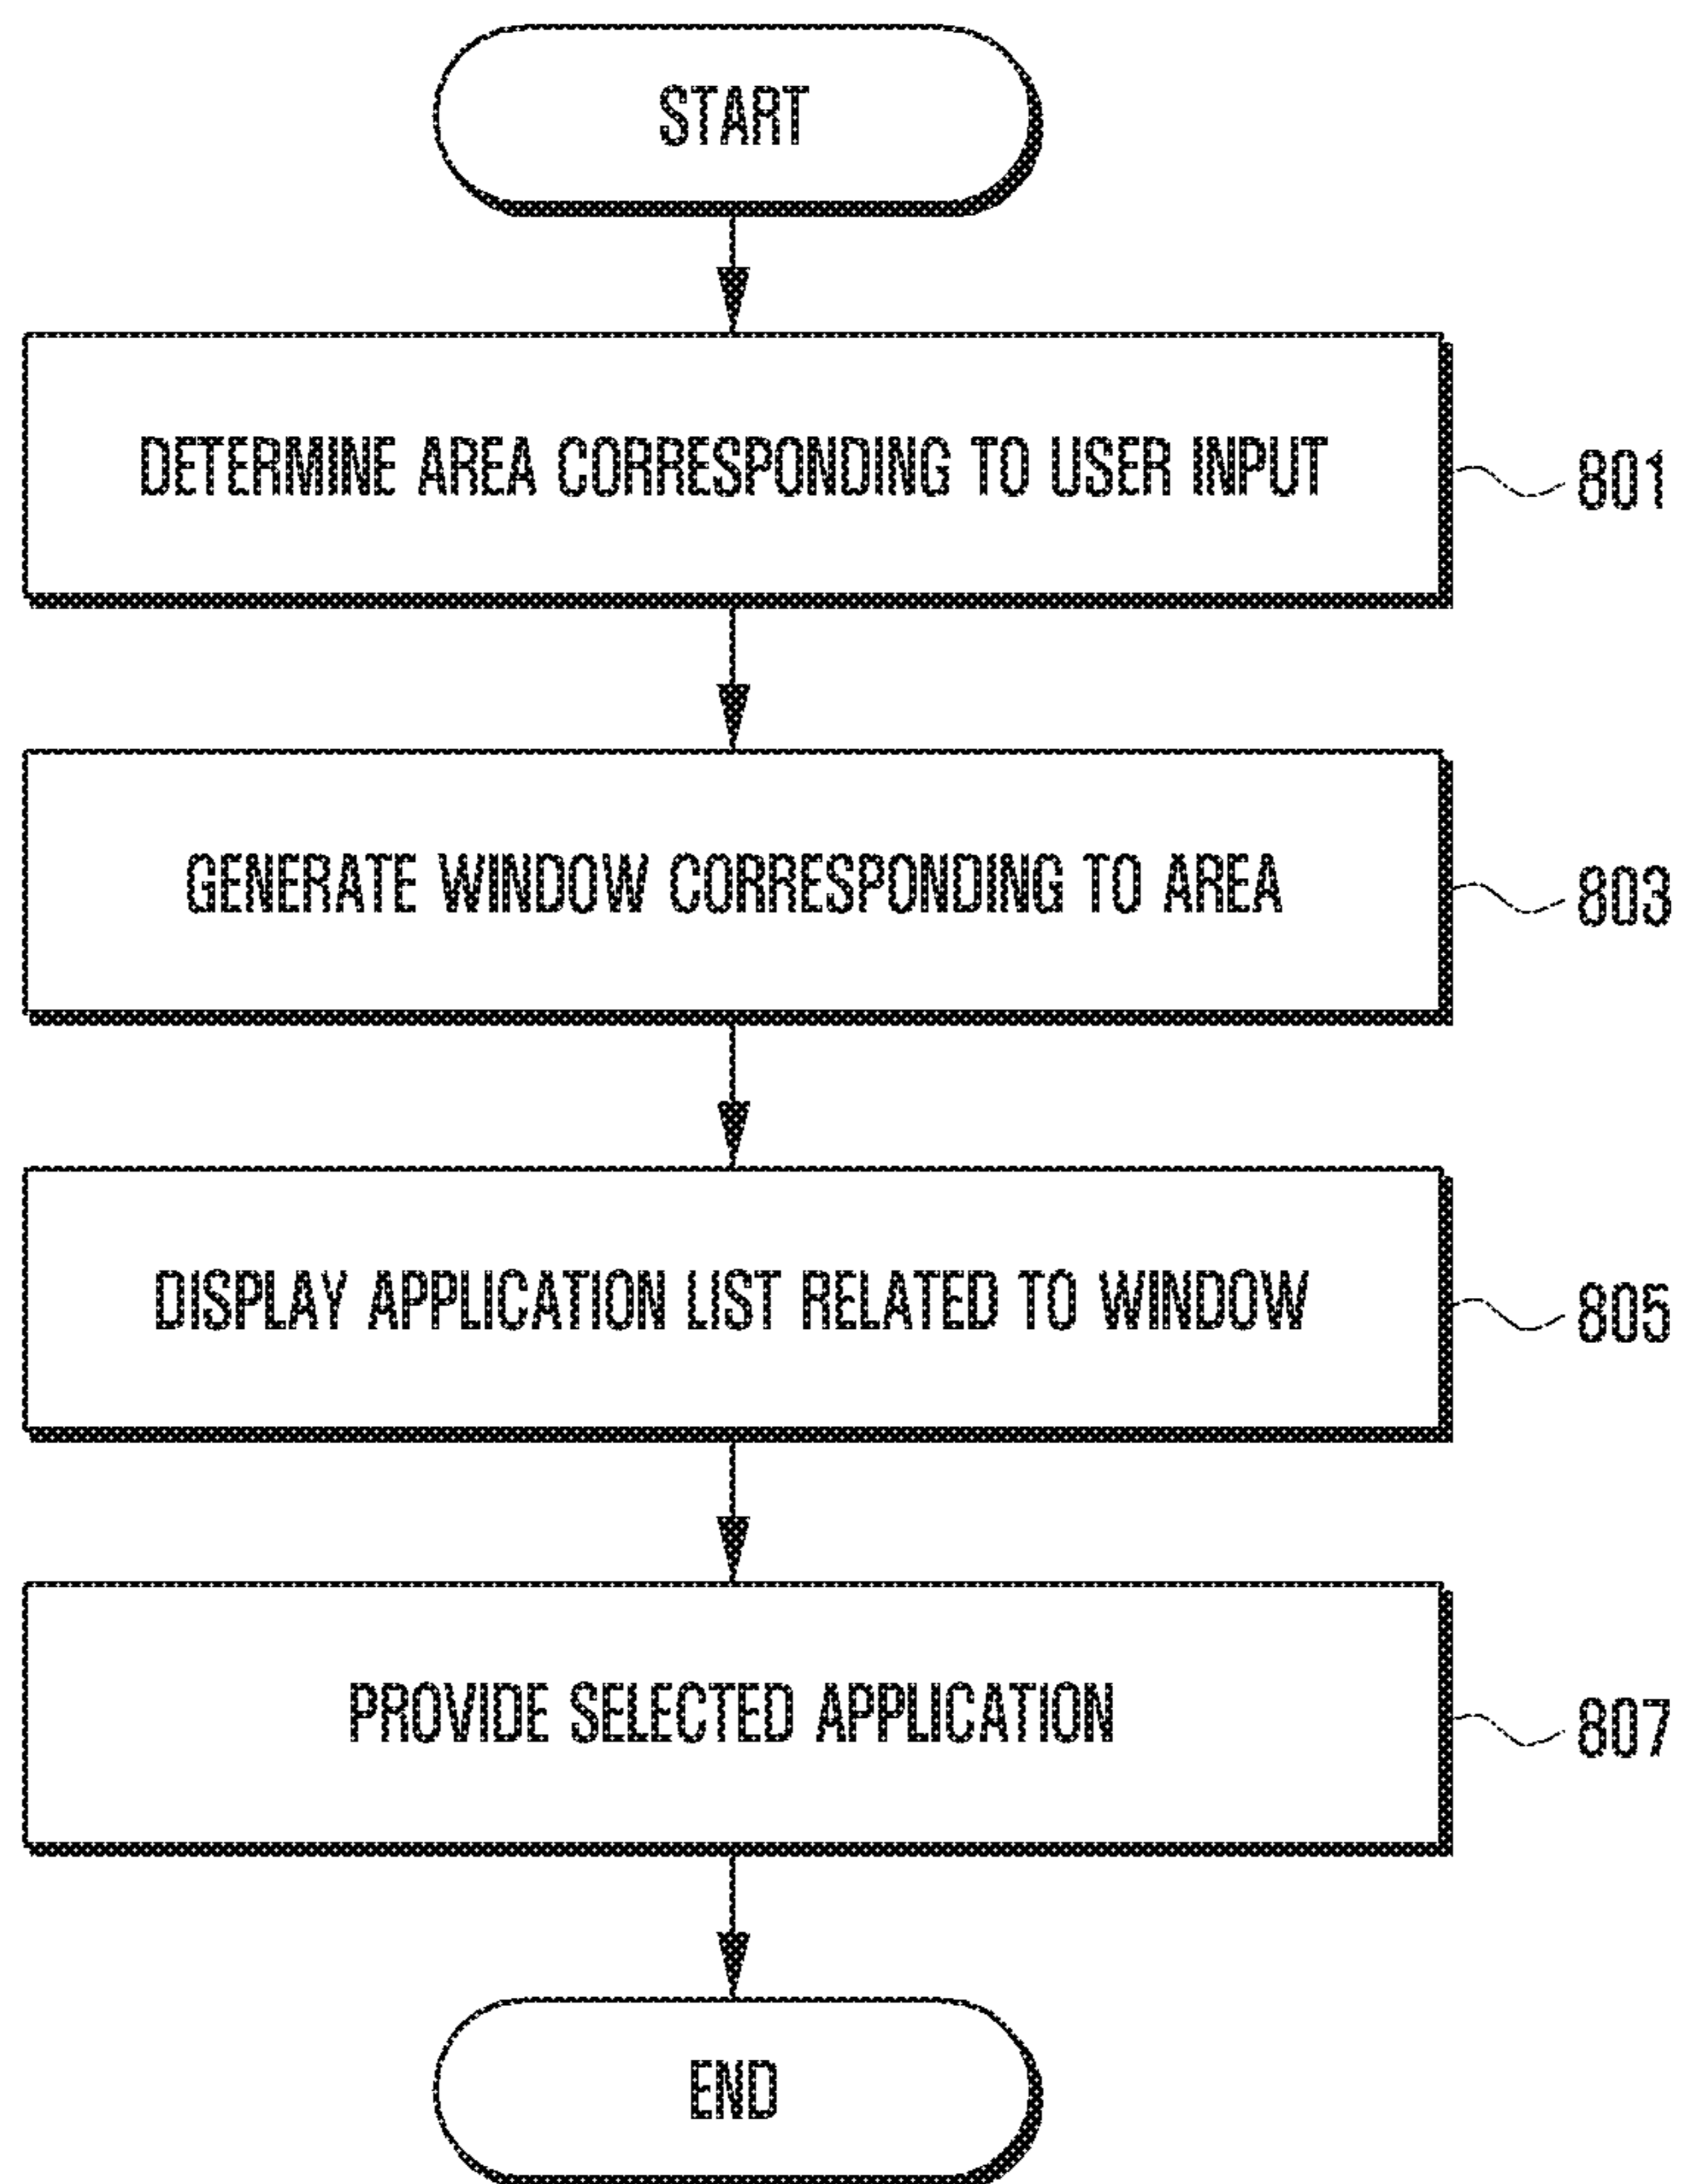 START
DETERMINE AREA CORRESPONDING TO USER INPUT
801
GENERATE WINDOW CORRESPONDING TO AREA
803
DISPLAY APPLICATION LIST RELATED TO WINDOW
805
PROVIDE SELECTED APPLICATION
807
END